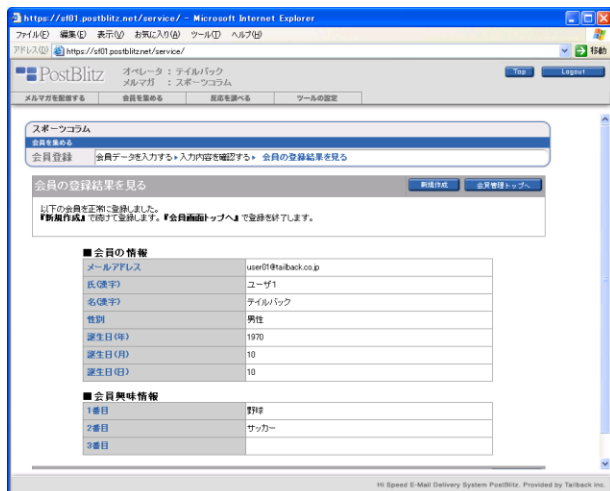 https://sf01.postblitz.net/service/ - Microsoft Internet Explorer
ファイル(F) 編集(E) 表示(V) お気に入り(A) ツール(T) ヘルプ(H)
アドレス(D) https://sf01.postblitz.net/service/ 移動
PostBlitz オペレータ : テイルバック Top Logout
メルマガ : スポーツコラム
メルマガを配信する 会員を集める 反応を調べる ツールの設定
スポーツコラム
会員を集める
会員登録 会員データを入力する▶入力内容を確認する▶ 会員の登録結果を見る
会員の登録結果を見る 新規作成 会員管理トップへ
以下の会員を正常に登録しました。
『新規作成』で続けて登録します。『会員画面トップへ』で登録を終了します。
■会員の情報
メールアドレス user01@tailback.co.jp
氏(漢字) ユーザ1
名(漢字) テイルバック
性別 男性
誕生日(年) 1970
誕生日(月) 10
誕生日(日) 10
■会員興味情報
1番目 野球
2番目 サッカー
3番目
Hi Speed E-Mail Delivery System PostBlitz. Provided by Tailback inc.